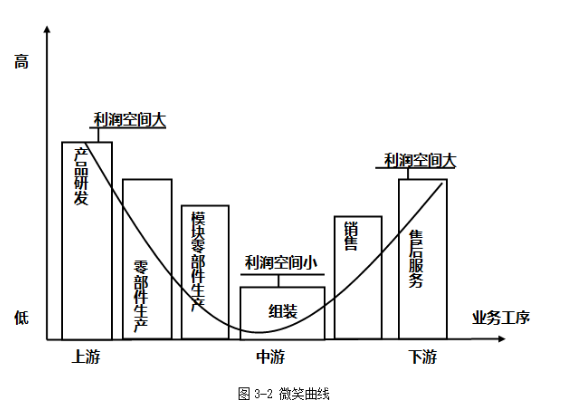 高
利润空间大
利润空间大
产品研发
零部件生产
模块零部件生产
利润空间小
组装
销售
售后服务
低
业务工序
上游
中游
下游
图 3-2 微笑曲线